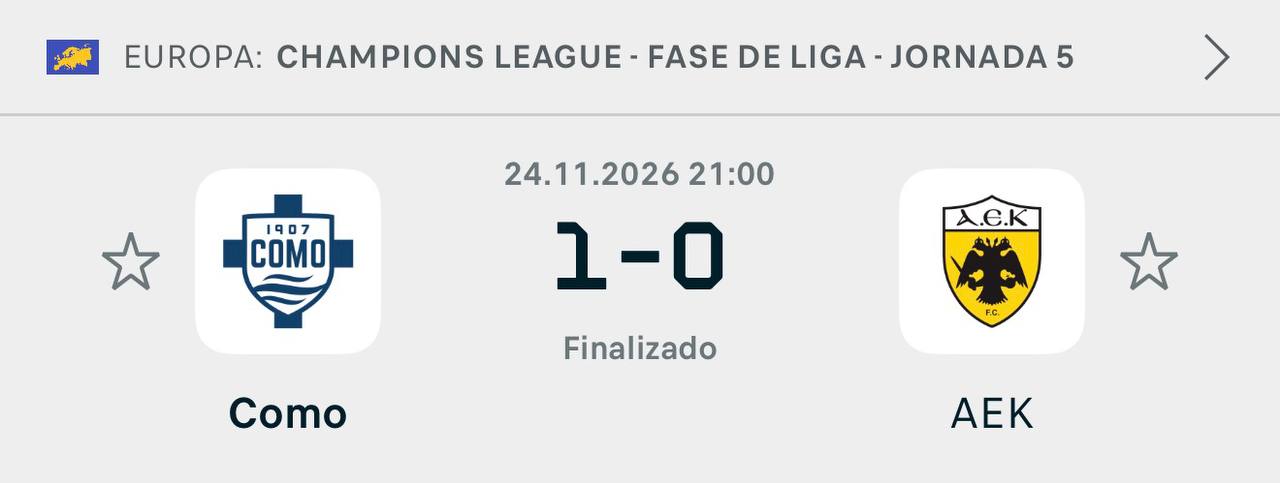 EUROPA: CHAMPIONS LEAGUE - FASE DE LIGA - JORNADA 5
24.11.2026 21:00
1907
COMO
1-0
A.E.K
F.C.
Finalizado
Como
AEK